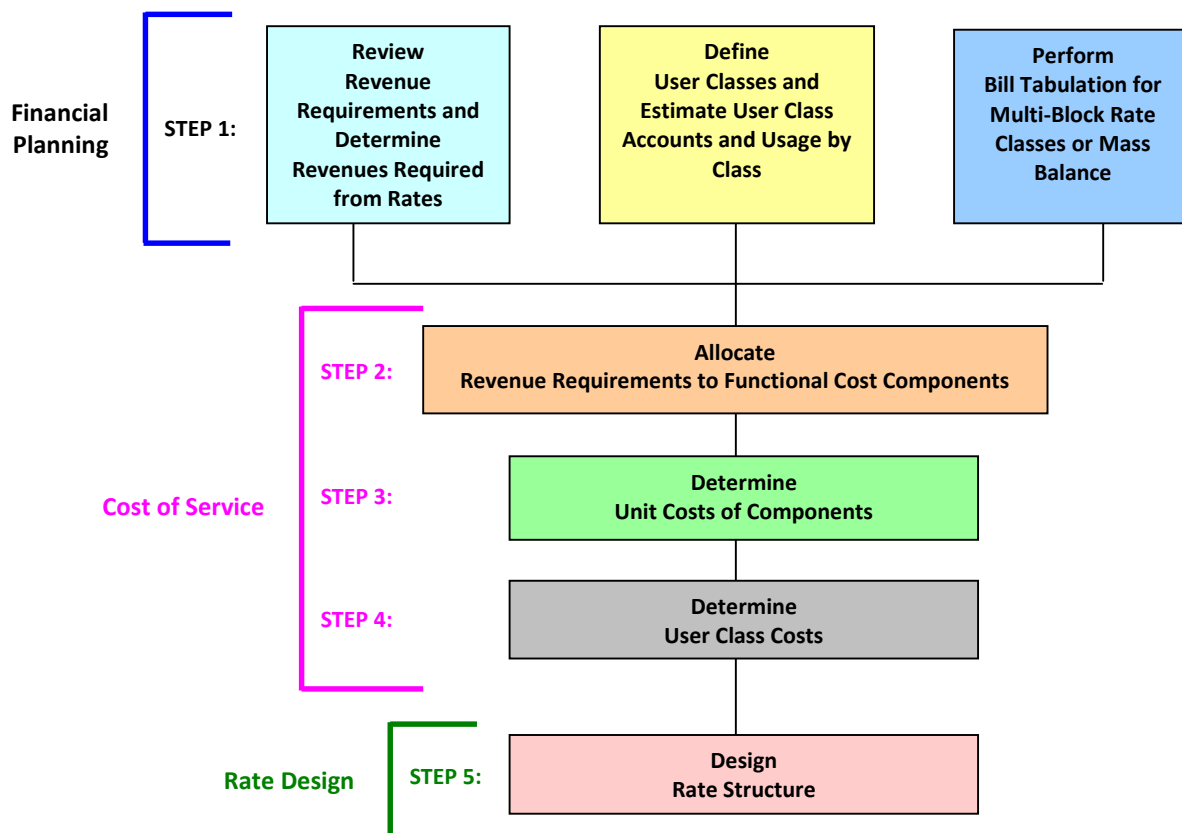 Financial
Planning
STEP 1:
Review
Revenue
Requirements and
Determine
Revenues Required
from Rates
Define
User Classes and
Estimate User Class
Accounts and Usage by
Class
Perform
Bill Tabulation for
Multi-Block Rate
Classes or Mass
Balance
Cost of Service
STEP 2:
Allocate
Revenue Requirements to Functional Cost Components
STEP 3:
Determine
Unit Costs of Components
STEP 4:
Determine
User Class Costs
Rate Design
STEP 5:
Design
Rate Structure